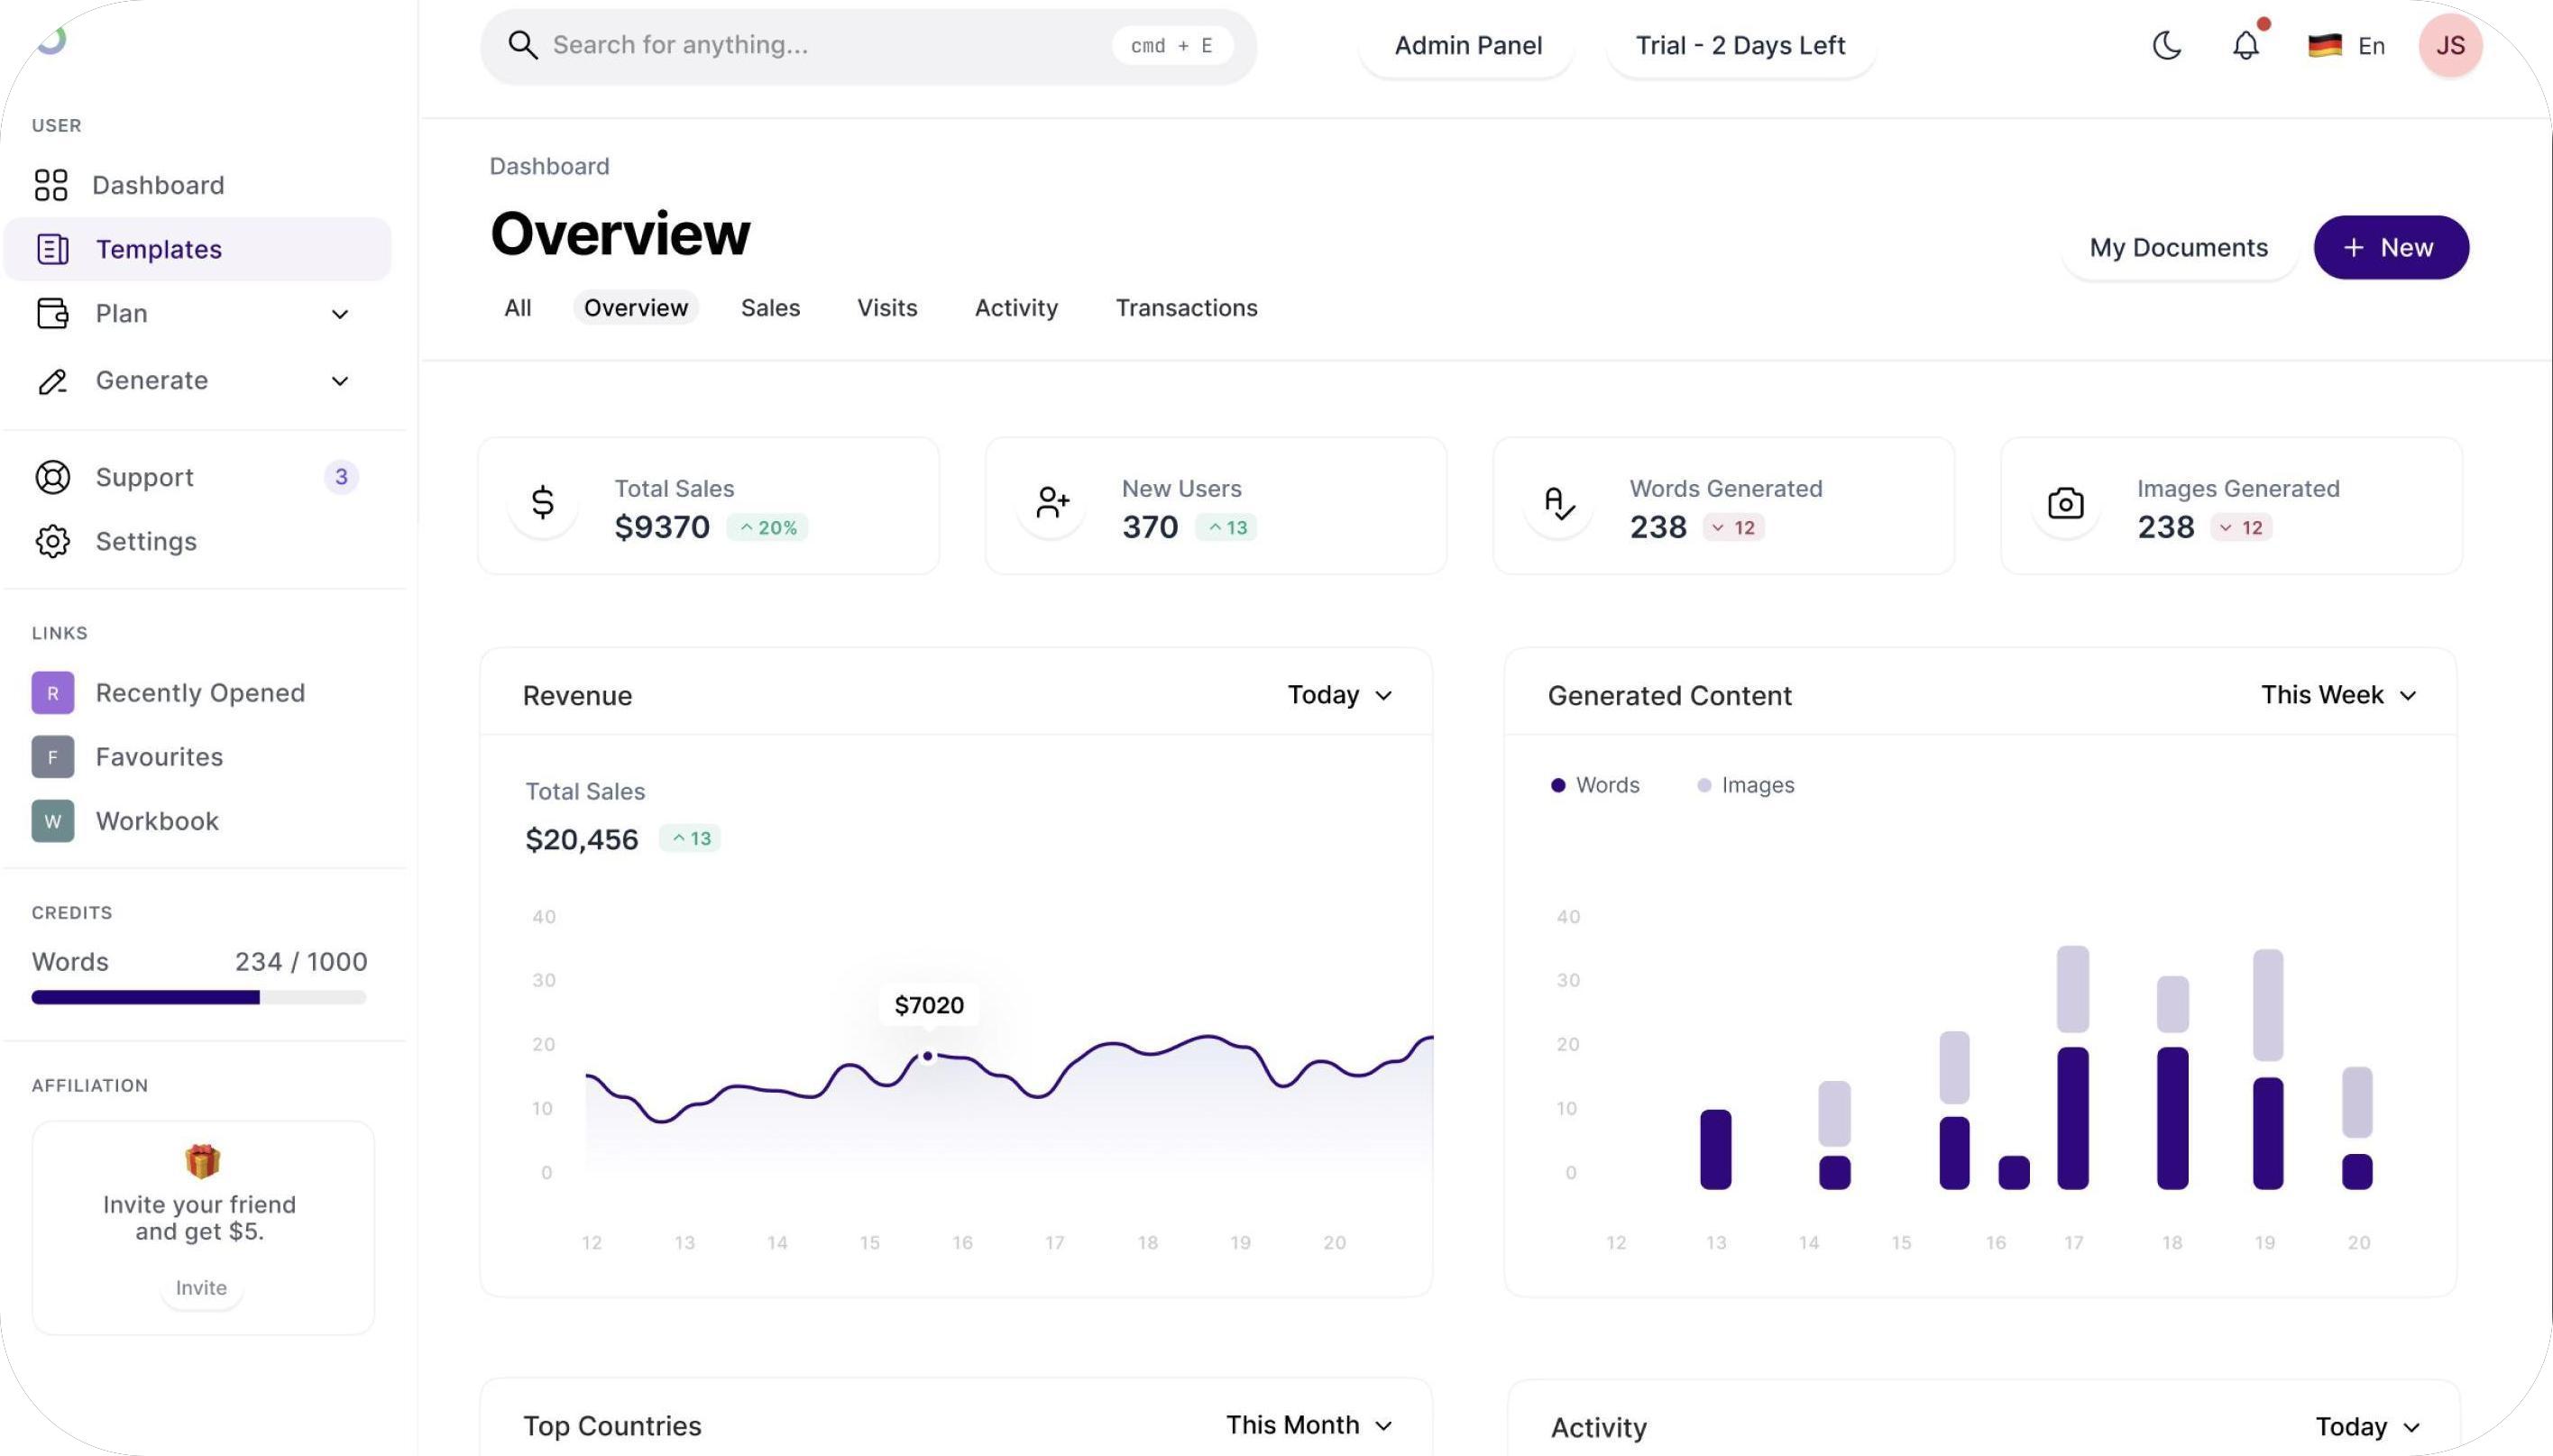 Search for anything...
cmd + E
Admin Panel
Trial - 2 Days Left
En
JS
USER
Dashboard
Templates
Plan
Generate
Support
3
Settings
LINKS
R
Recently Opened
F
Favourites
W
Workbook
CREDITS
Words
234 / 1000
AFFILIATION
Invite your friend
and get $5.
Invite
Dashboard
Overview
My Documents
+ New
All
Overview
Sales
Visits
Activity
Transactions
Total Sales
$9370
20%
New Users
370
13
Words Generated
238
12
Images Generated
238
12
Revenue
Today
Total Sales
$20,456
13
40
30
20
10
0
$7020
12
13
14
15
16
17
18
19
20
Generated Content
This Week
Words
Images
40
30
20
10
0
12
13
14
15
16
17
18
19
20
Top Countries
This Month
Activity
Today